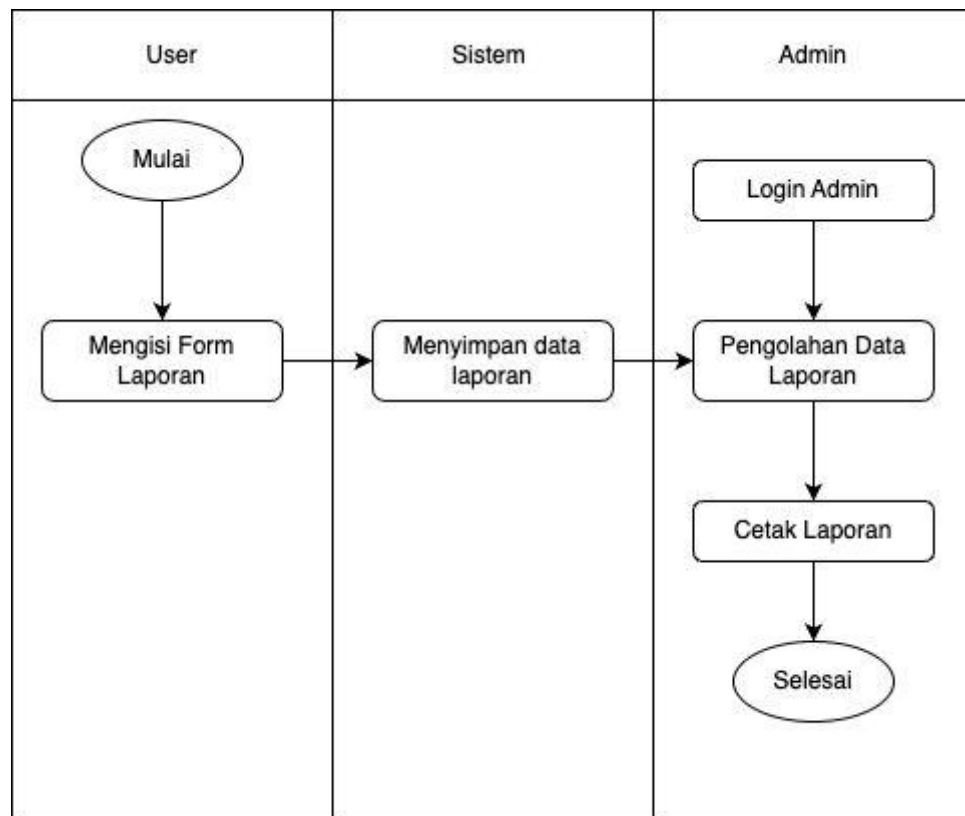 User
Sistem
Admin
Mulai
Login Admin
Mengisi Form
Laporan
Menyimpan data
laporan
Pengolahan Data
Laporan
Cetak Laporan
Selesai